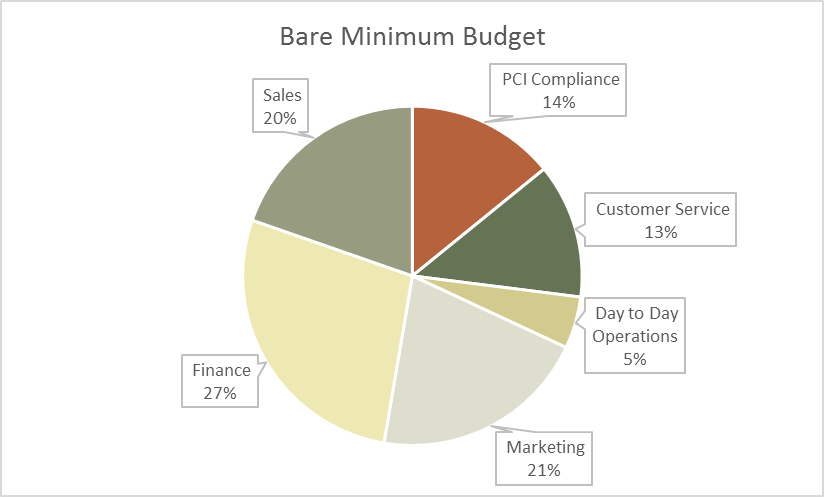 Bare Minimum Budget
PCI Compliance
14%
Sales
20%
Customer Service
13%
Day to Day
Operations
5%
Finance
27%
Marketing
21%